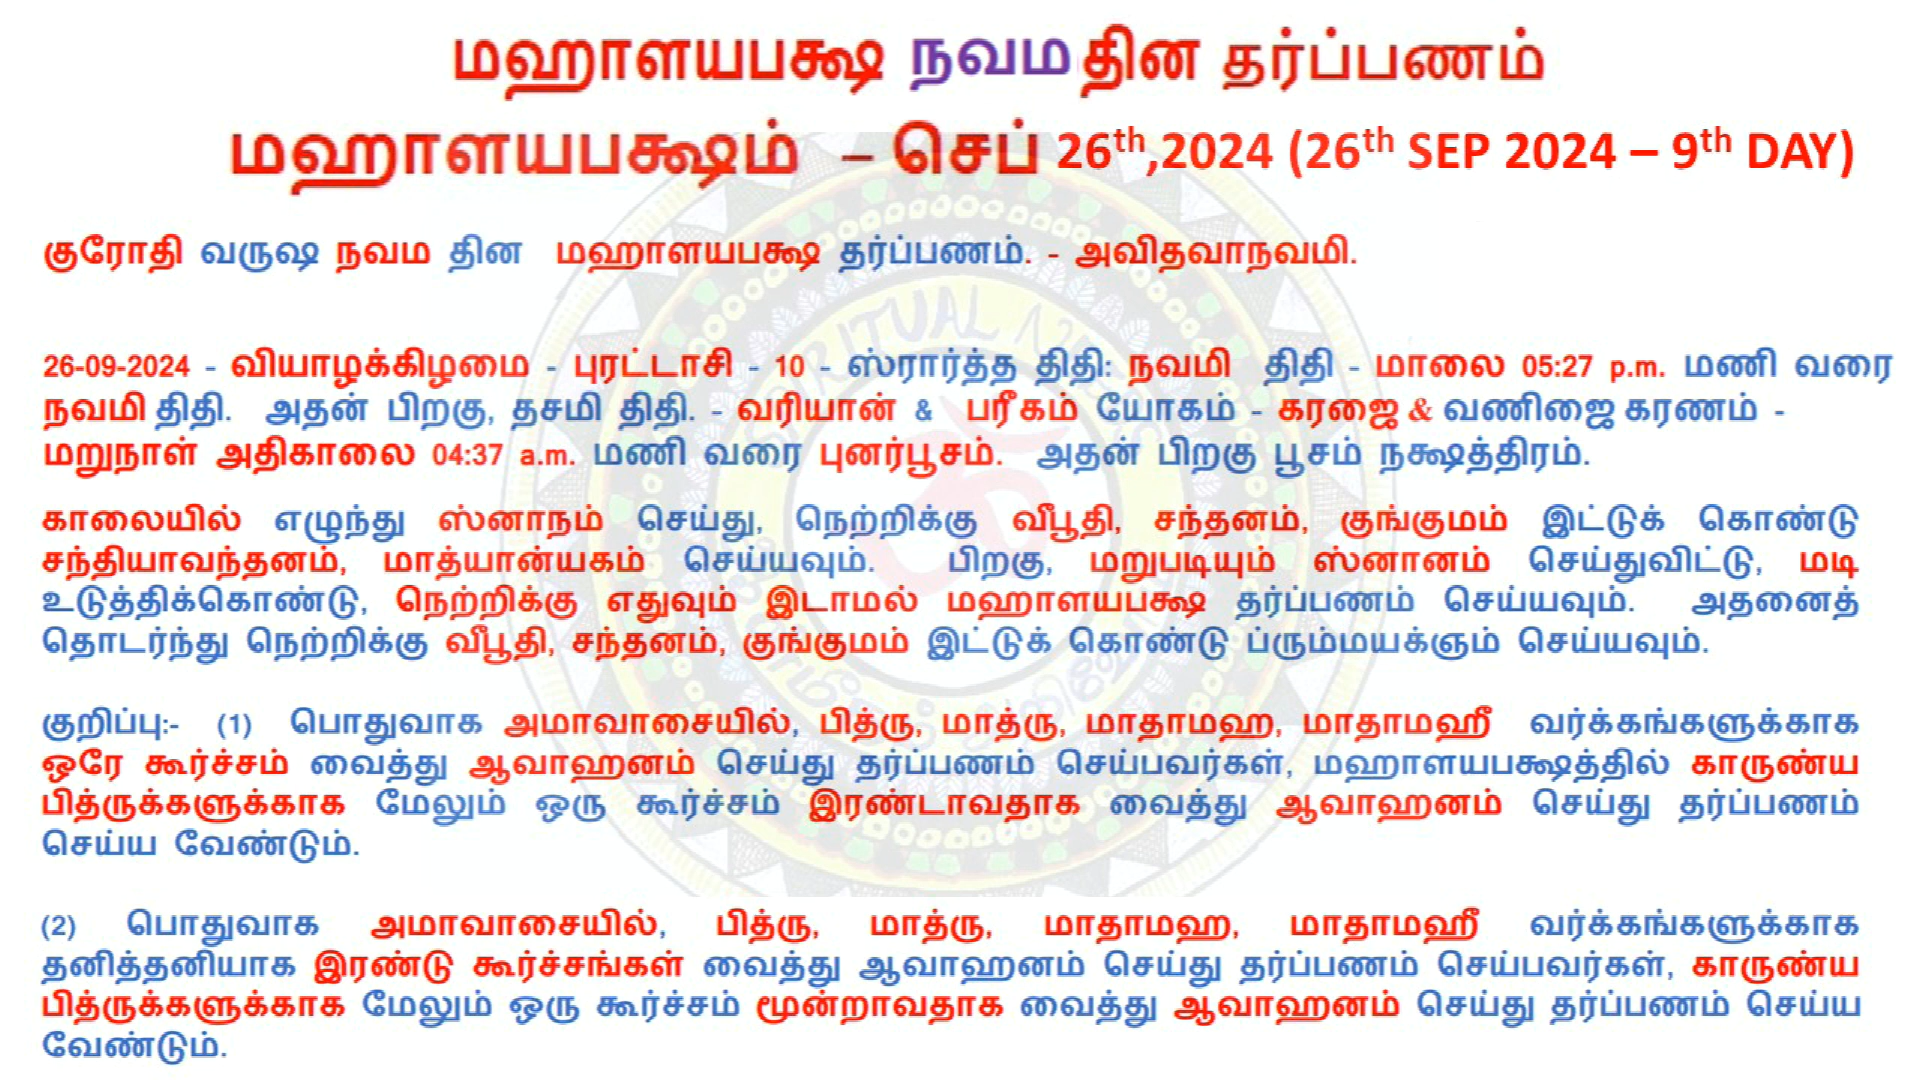 மஹாளயபக்ஷ நவம தின தர்ப்பணம்
மஹாளயபக்ஷம் – செப் 26th,2024 (26th SEP 2024 – 9th DAY)
குரோதி வருஷ நவம தின மஹாளயபக்ஷ தர்ப்பணம். - அவிதவாநவமி.
26-09-2024 - வியாழக்கிழமை - புரட்டாசி - 10 - ஸ்ரார்த்த திதி: நவமி திதி - மாலை 05:27 p.m. மணி வரை
நவமி திதி. அதன் பிறகு, தசமி திதி. - வரியான் & பரீகம் யோகம் - கரஜை & வணிஜை கரணம் -
மறுநாள் அதிகாலை 04:37 a.m. மணி வரை புனர்பூசம். அதன் பிறகு பூசம் நக்ஷத்திரம்.
காலையில் எழுந்து ஸ்னாநம் செய்து, நெற்றிக்கு வீபூதி, சந்தனம், குங்குமம் இட்டுக் கொண்டு
சந்தியாவந்தனம், மாத்யான்யகம் செய்யவும். பிறகு, மறுபடியும் ஸ்னானம் செய்துவிட்டு, மடி
உடுத்திக்கொண்டு, நெற்றிக்கு எதுவும் இடாமல் மஹாளயபக்ஷ தர்ப்பணம் செய்யவும். அதனைத்
தொடர்ந்து நெற்றிக்கு வீபூதி, சந்தனம், குங்குமம் இட்டுக் கொண்டு ப்ரும்மயக்ஞம் செய்யவும்.
குறிப்பு:- (1) பொதுவாக அமாவாசையில், பித்ரு, மாத்ரு, மாதாமஹ, மாதாமஹீ வர்க்கங்களுக்காக
ஒரே கூர்ச்சம் வைத்து ஆவாஹனம் செய்து தர்ப்பணம் செய்பவர்கள், மஹாளயபக்ஷத்தில் காருண்ய
பித்ருக்களுக்காக மேலும் ஒரு கூர்ச்சம் இரண்டாவதாக வைத்து ஆவாஹனம் செய்து தர்ப்பணம்
செய்ய வேண்டும்.
(2) பொதுவாக அமாவாசையில், பித்ரு, மாத்ரு, மாதாமஹ, மாதாமஹீ வர்க்கங்களுக்காக
தனித்தனியாக இரண்டு கூர்ச்சங்கள் வைத்து ஆவாஹனம் செய்து தர்ப்பணம் செய்பவர்கள், காருண்ய
பித்ருக்களுக்காக மேலும் ஒரு கூர்ச்சம் மூன்றாவதாக வைத்து ஆவாஹனம் செய்து தர்ப்பணம் செய்ய
வேண்டும்.